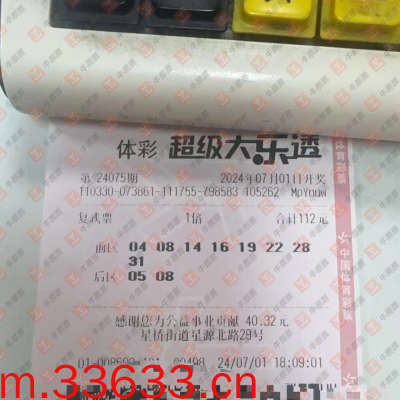 体彩 超级大乐透
第 24075期 2024年07月01日开奖
110330-073861-111755-798583 105262
复式票 1倍 合计112元
前区 04 08 14 16 19 22 28
31
后区 05 08
感谢您为公益事业贡献 40.32元
星桥街道星源北路29号
24/07/01 18:09:01
m.33633.cn